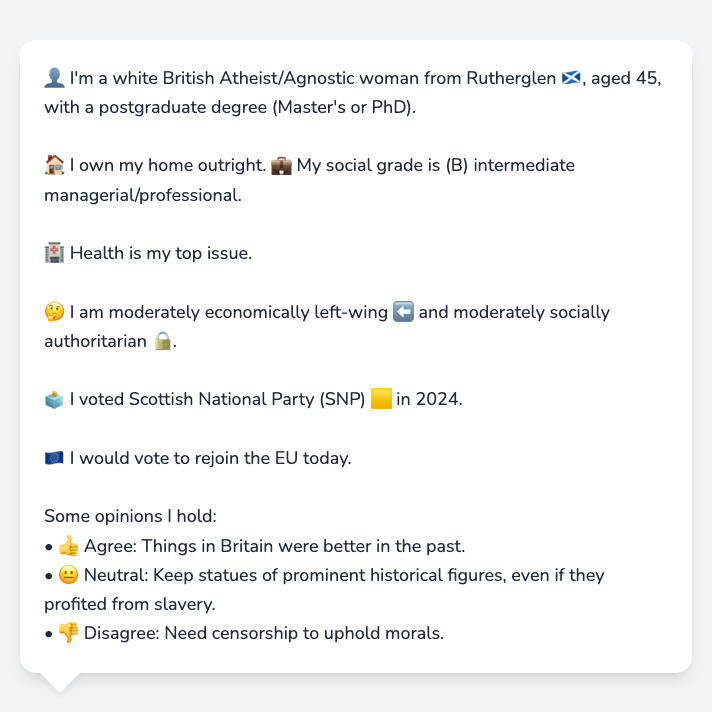 👤 I'm a white British Atheist/Agnostic woman from Rutherglen 🏴󠁧󠁢󠁳󠁣󠁴󠁿, aged 45,
with a postgraduate degree (Master's or PhD).
🏠 I own my home outright. 💼 My social grade is (B) intermediate
managerial/professional.
🏥 Health is my top issue.
🤔 I am moderately economically left-wing ⬅️ and moderately socially
authoritarian 🔒.
🗳️ I voted Scottish National Party (SNP) 🟨 in 2024.
🇪🇺 I would vote to rejoin the EU today.
Some opinions I hold:
• 👍 Agree: Things in Britain were better in the past.
• 😐 Neutral: Keep statues of prominent historical figures, even if they
profited from slavery.
• 👎 Disagree: Need censorship to uphold morals.